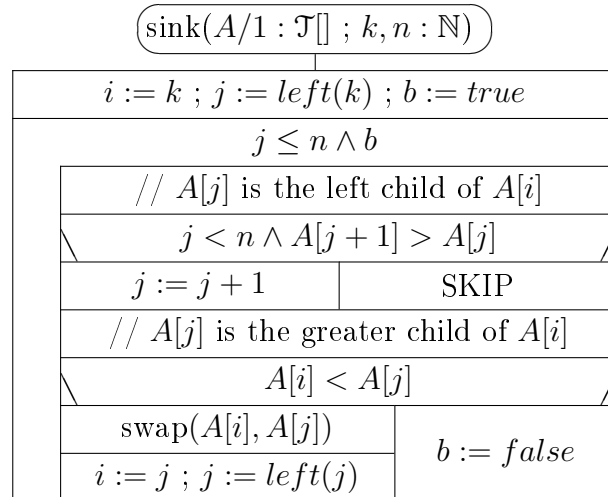 sink(A/1 : 𝒯[] ; k, n : ℕ)
i := k ; j := left(k) ; b := true
j ≤ n ∧ b
// A[j] is the left child of A[i]
j < n ∧ A[j + 1] > A[j]
j := j + 1 SKIP
// A[j] is the greater child of A[i]
A[i] < A[j]
swap(A[i], A[j])
b := false
i := j ; j := left(j)